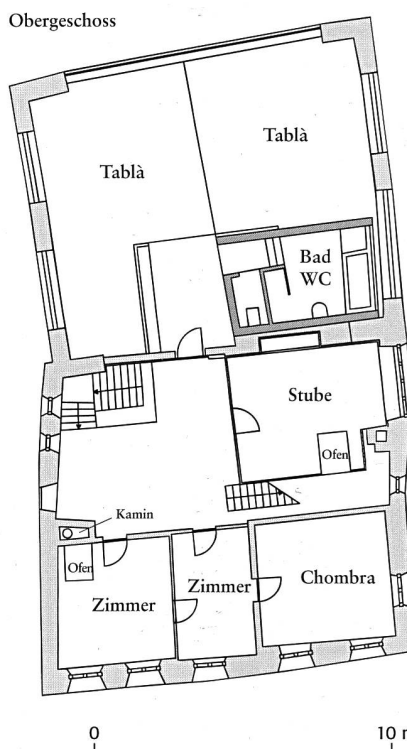 Obergeschoss
Tablà
Tablà
Bad
WC
Stube
Ofen
Kamin
Ofen
Zimmer
Zimmer
Chombra
0
10